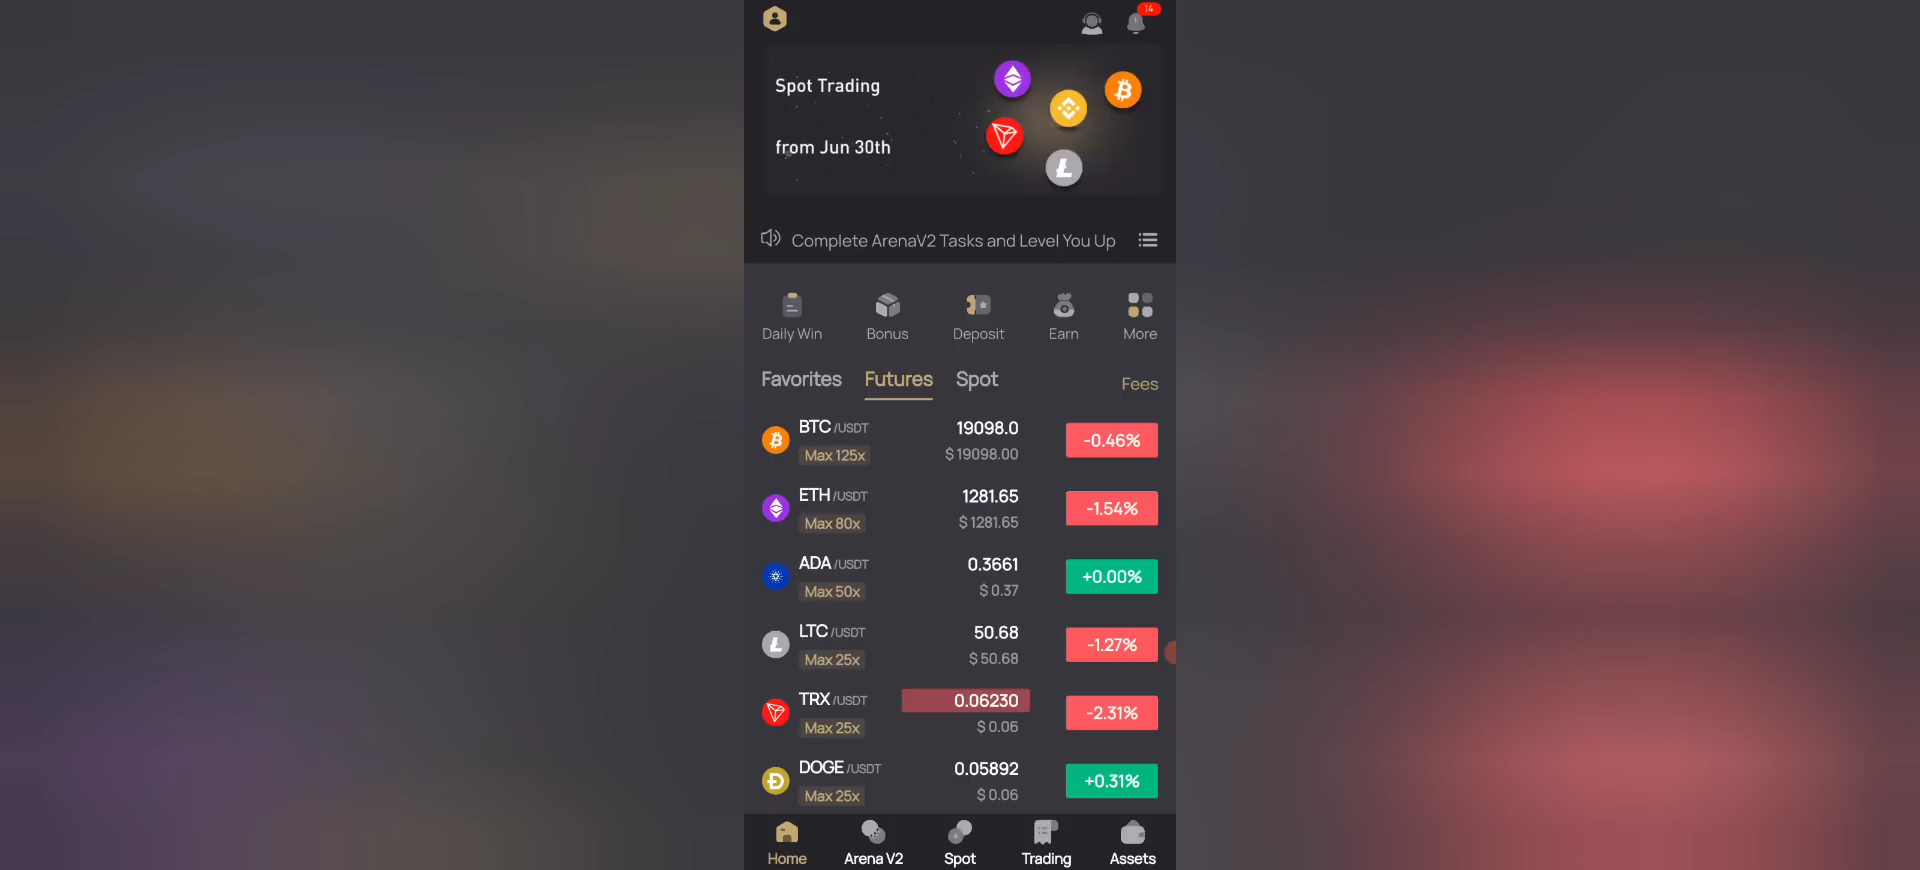 14
Spot Trading
from Jun 30th
Complete ArenaV2 Tasks and Level You Up
Daily Win Bonus Deposit Earn More
Favorites Futures Spot Fees
BTC /USDT 19098.0 -0.46%
Max 125x $ 19098.00
ETH /USDT 1281.65 -1.54%
Max 80x $ 1281.65
ADA /USDT 0.3661 +0.00%
Max 50x $ 0.37
LTC /USDT 50.68 -1.27%
Max 25x $ 50.68
TRX /USDT 0.06230 -2.31%
Max 25x $ 0.06
DOGE /USDT 0.05892 +0.31%
Max 25x $ 0.06
Home Arena V2 Spot Trading Assets